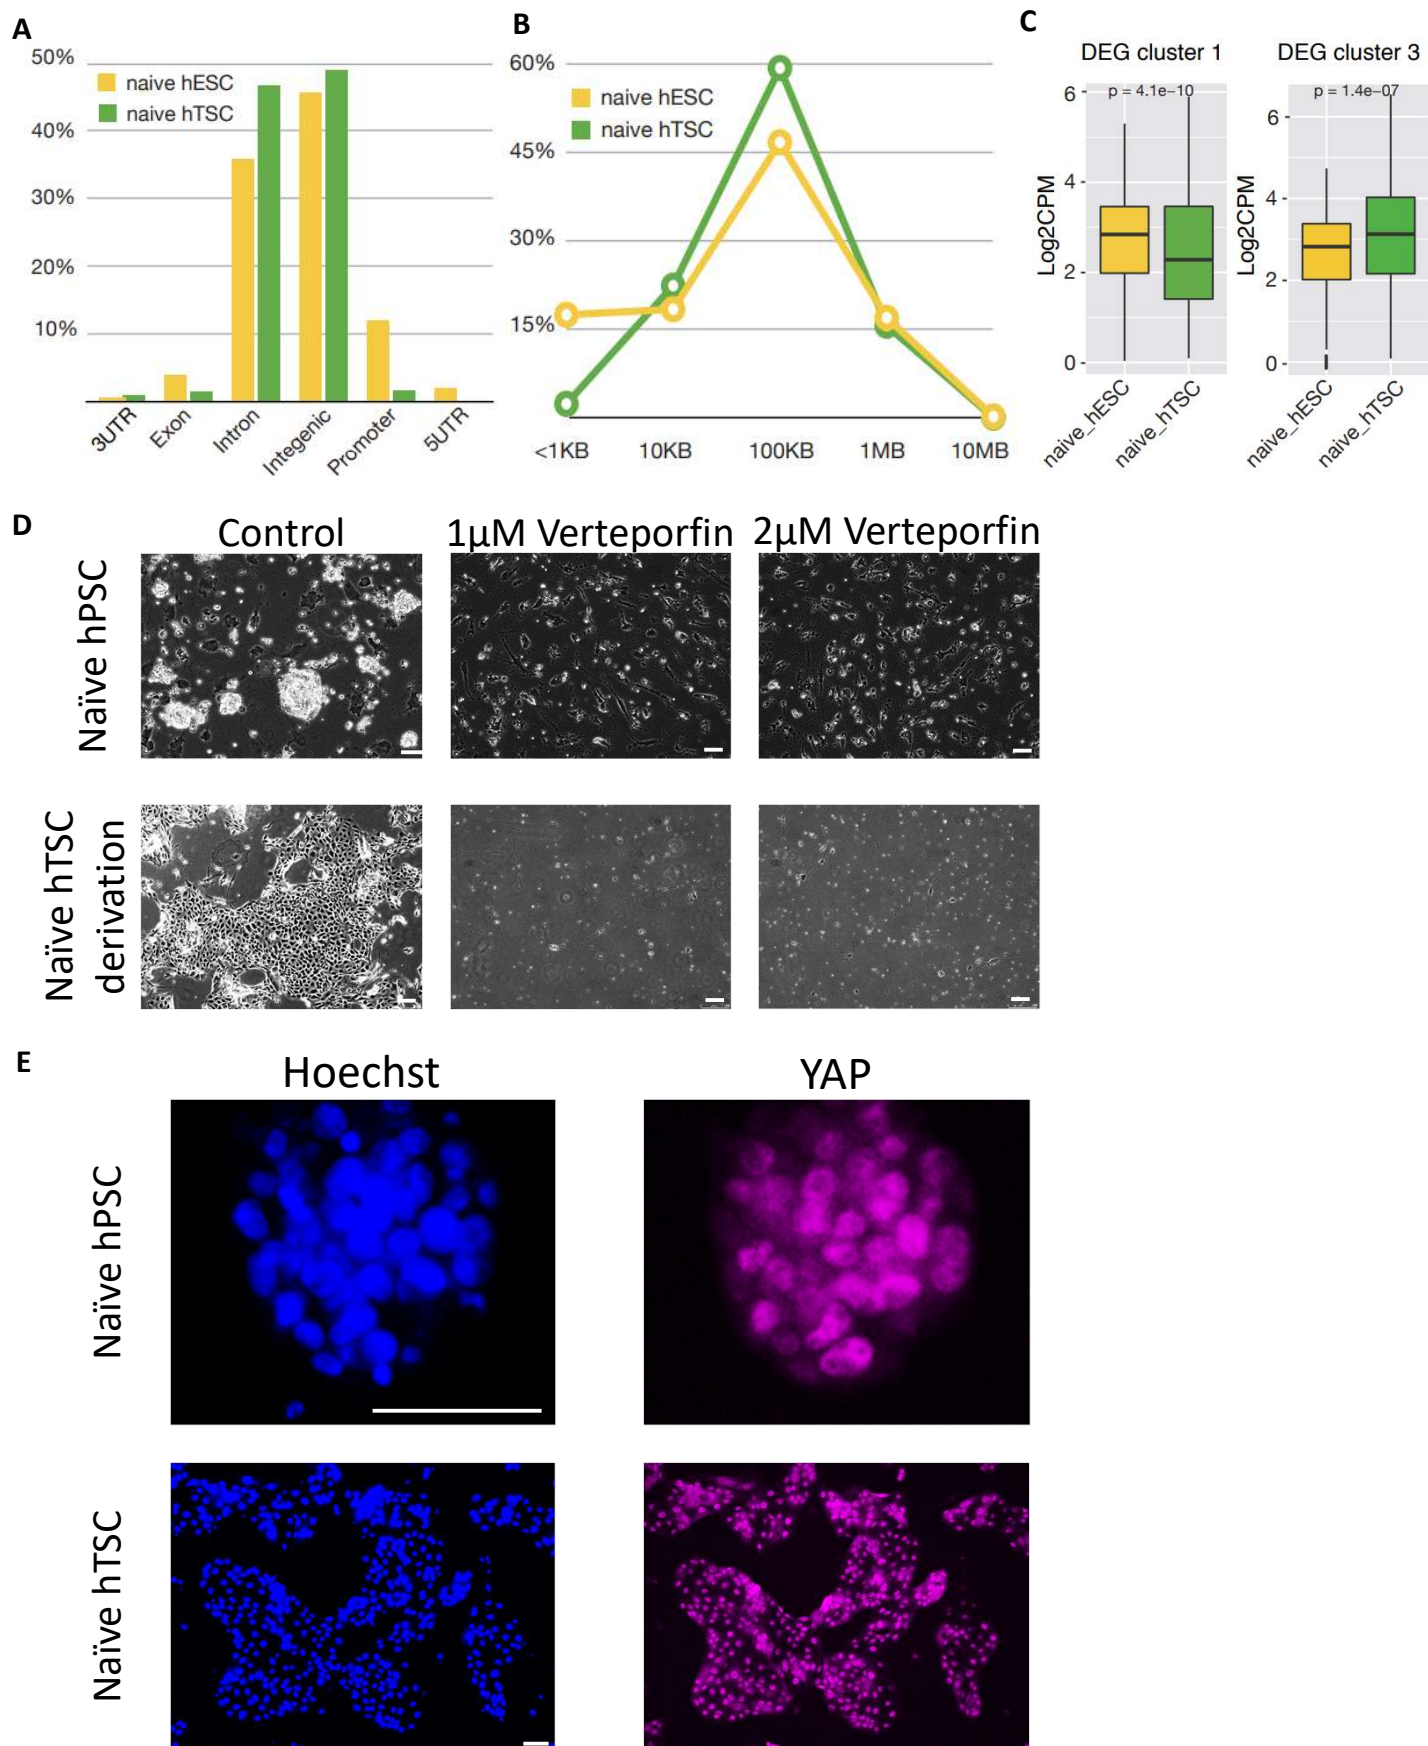 A
50%
40%
30%
20%
10%
naive hESC
naive hTSC
3UTR
Exon
Intron
Integenic
Promoter
5UTR
B
60%
45%
30%
15%
naive hESC
naive hTSC
<1KB
10KB
100KB
1MB
10MB
C
DEG cluster 1
p = 4.1e−10
Log2CPM
6
4
2
0
naive_hESC
naive_hTSC
DEG cluster 3
p = 1.4e−07
Log2CPM
6
4
2
0
naive_hESC
naive_hTSC
D
Control
1μM Verteporfin
2μM Verteporfin
Naïve hPSC
Naïve hTSC
derivation
E
Hoechst
YAP
Naïve hPSC
Naïve hTSC